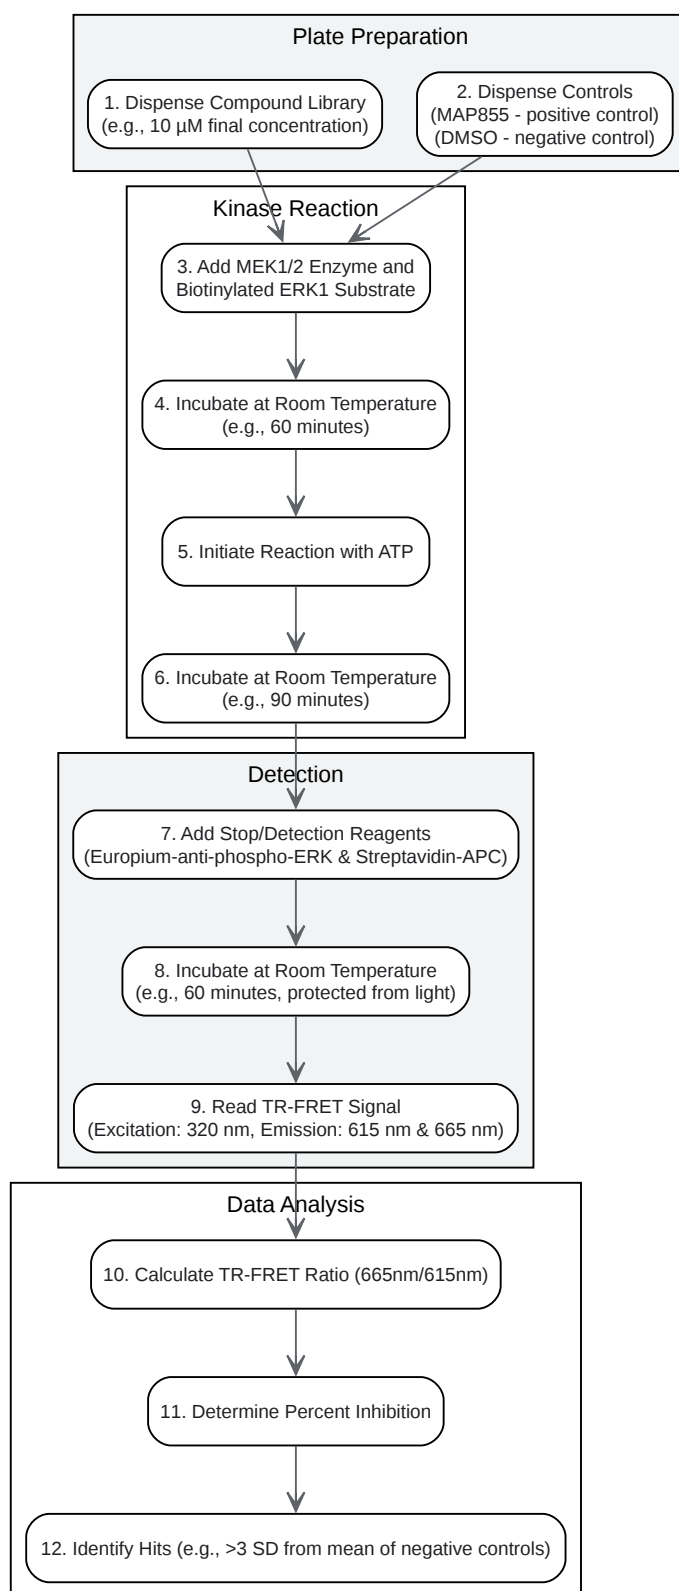 Plate Preparation
1. Dispense Compound Library
(e.g., 10 µM final concentration)
2. Dispense Controls
(MAP855 - positive control)
(DMSO - negative control)
Kinase Reaction
3. Add MEK1/2 Enzyme and
Biotinylated ERK1 Substrate
4. Incubate at Room Temperature
(e.g., 60 minutes)
5. Initiate Reaction with ATP
6. Incubate at Room Temperature
(e.g., 90 minutes)
Detection
7. Add Stop/Detection Reagents
(Europium-anti-phospho-ERK & Streptavidin-APC)
8. Incubate at Room Temperature
(e.g., 60 minutes, protected from light)
9. Read TR-FRET Signal
(Excitation: 320 nm, Emission: 615 nm & 665 nm)
Data Analysis
10. Calculate TR-FRET Ratio (665nm/615nm)
11. Determine Percent Inhibition
12. Identify Hits (e.g., >3 SD from mean of negative controls)